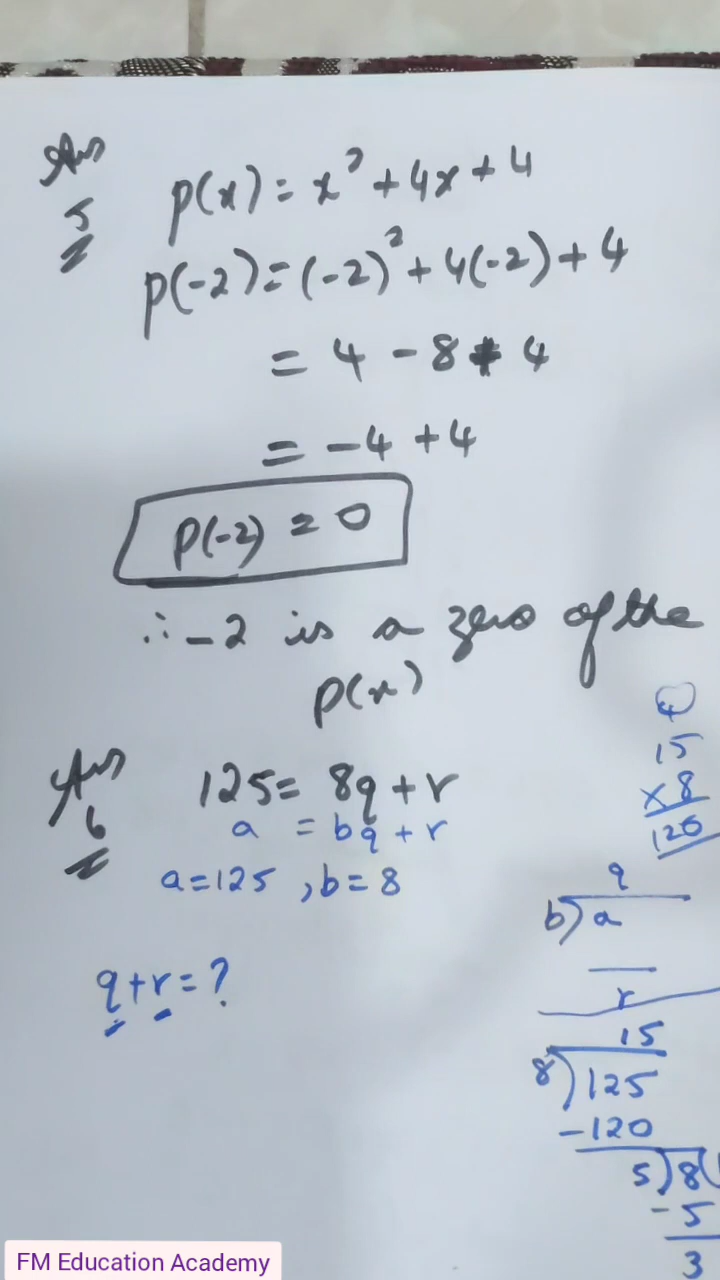 Ans
5
p(x) = x² + 4x + 4
p(-2) = (-2)² + 4(-2) + 4
= 4 - 8 + 4
= -4 + 4
P(-2) = 0
∴ -2 is a zero of the
p(x)
Ans
6
125 = 8q + r
a = bq + r
a = 125 , b = 8
q + r = ?
4
15
x 8
120
q
b) a
r
15
8) 125
-120
5) 8 (
- 5
3
FM Education Academy